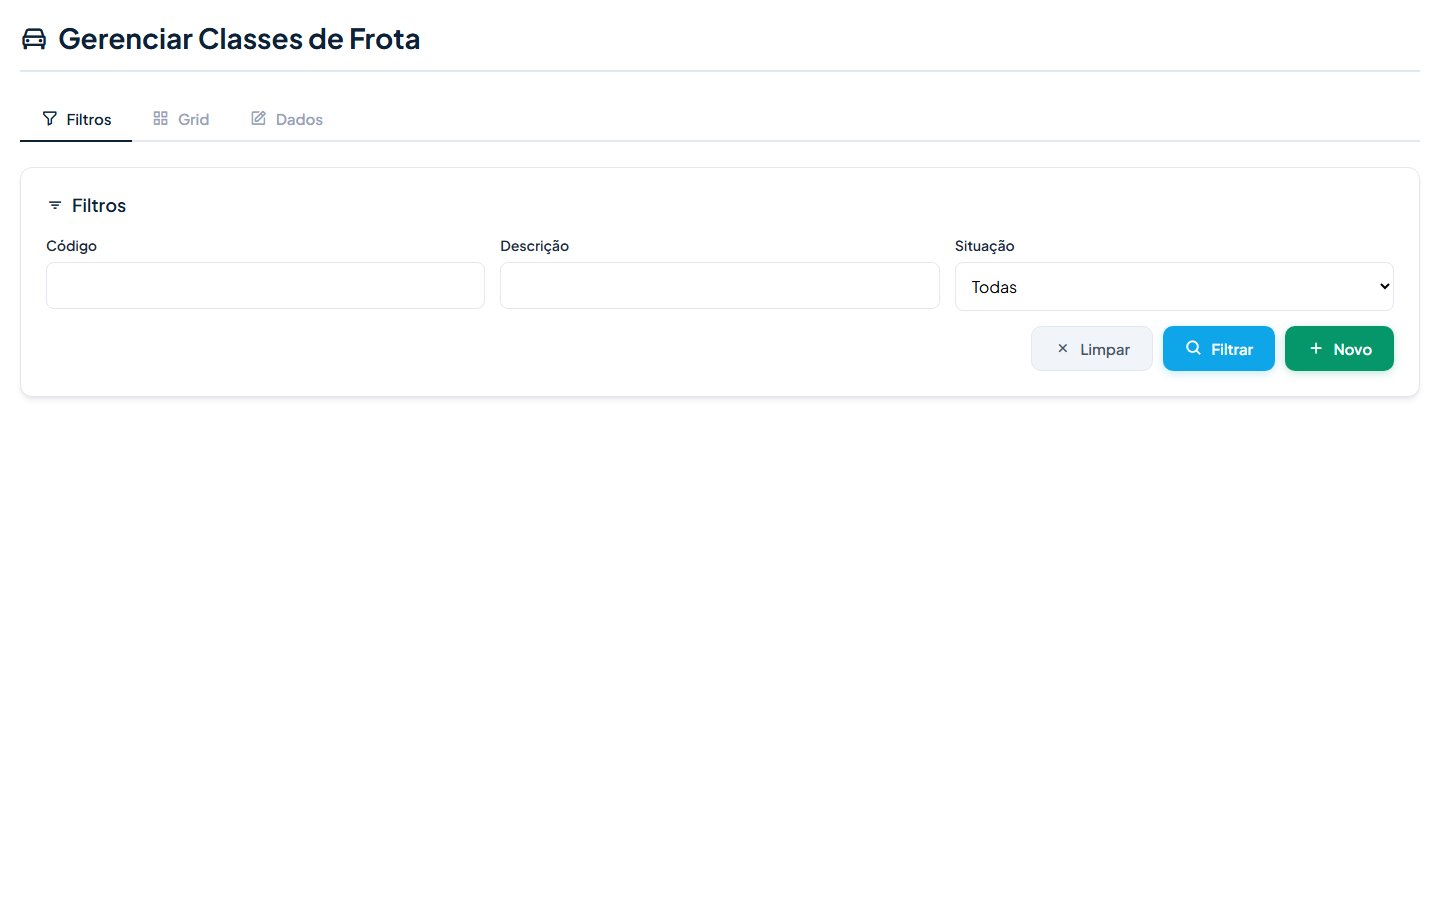 Gerenciar Classes de Frota
Filtros Grid Dados
Filtros
Código Descrição Situação
Todas
Limpar Filtrar Novo